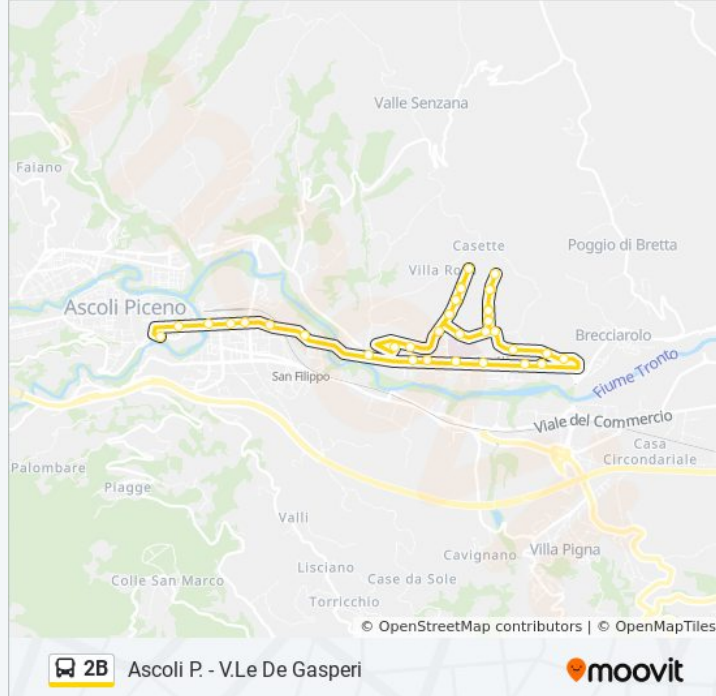 Valle Senzana
Faiano
Casette
Poggio di Bretta
Villa Ro
Ascoli Piceno
Brecciarolo
San Filippo
Fiume Tronto
Viale del Commercio
Casa
Circondariale
Palombare
Piagge
Valli
Cavignano
Villa Pigna
Lisciano
Colle San Marco
Case da Sole
Torricchio
© OpenStreetMap contributors | © OpenMapTiles
2B Ascoli P. - V.Le De Gasperi
moovit